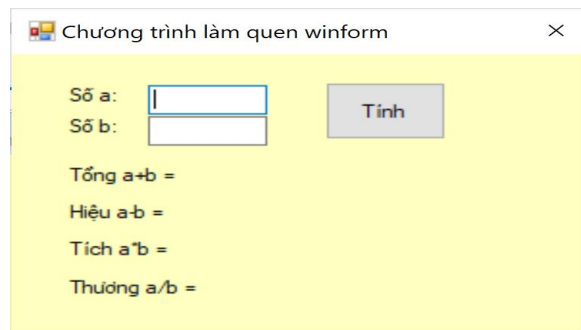 Chương trình làm quen winform
Số a:
Tính
Số b:
Tổng a+b =
Hiệu a-b =
Tích a*b =
Thương a/b =